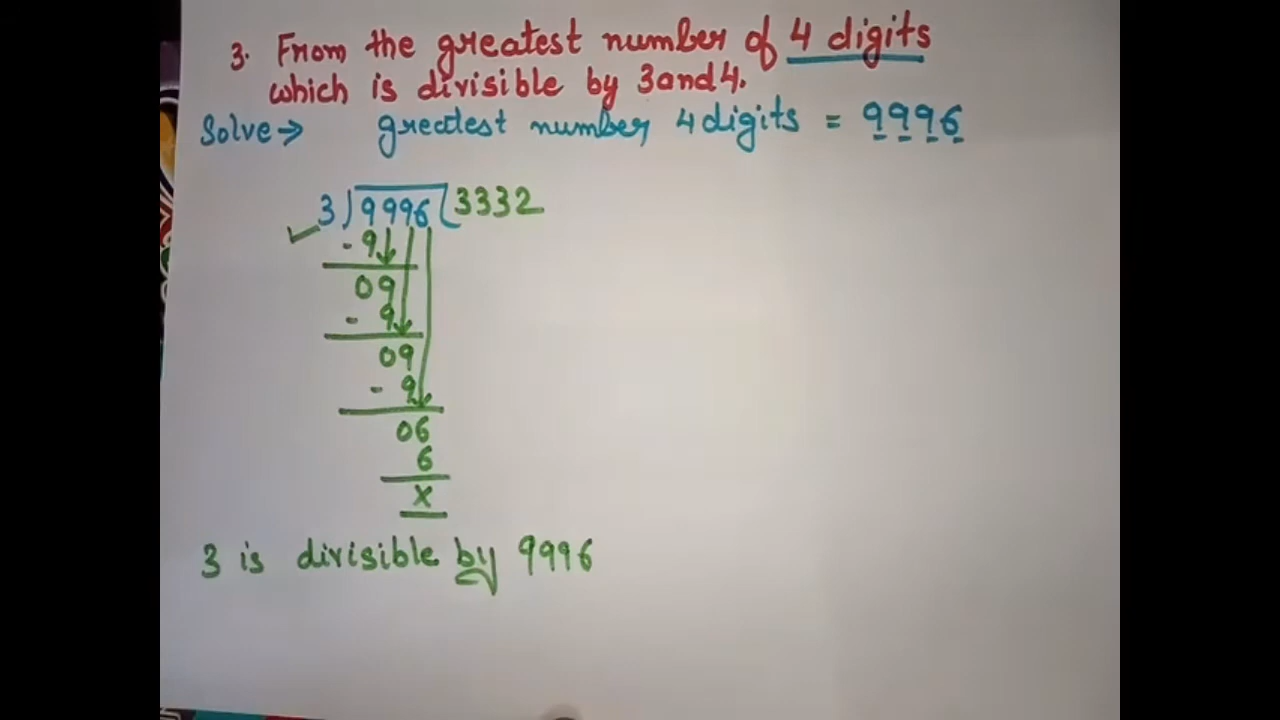 3. From the greatest number of 4 digits
which is divisible by 3 and 4.
Solve → greatest number 4 digits = 9996
3 ) 9996 ( 3332
- 9
09
- 9
09
- 9
06
6
x
3 is divisible by 9996